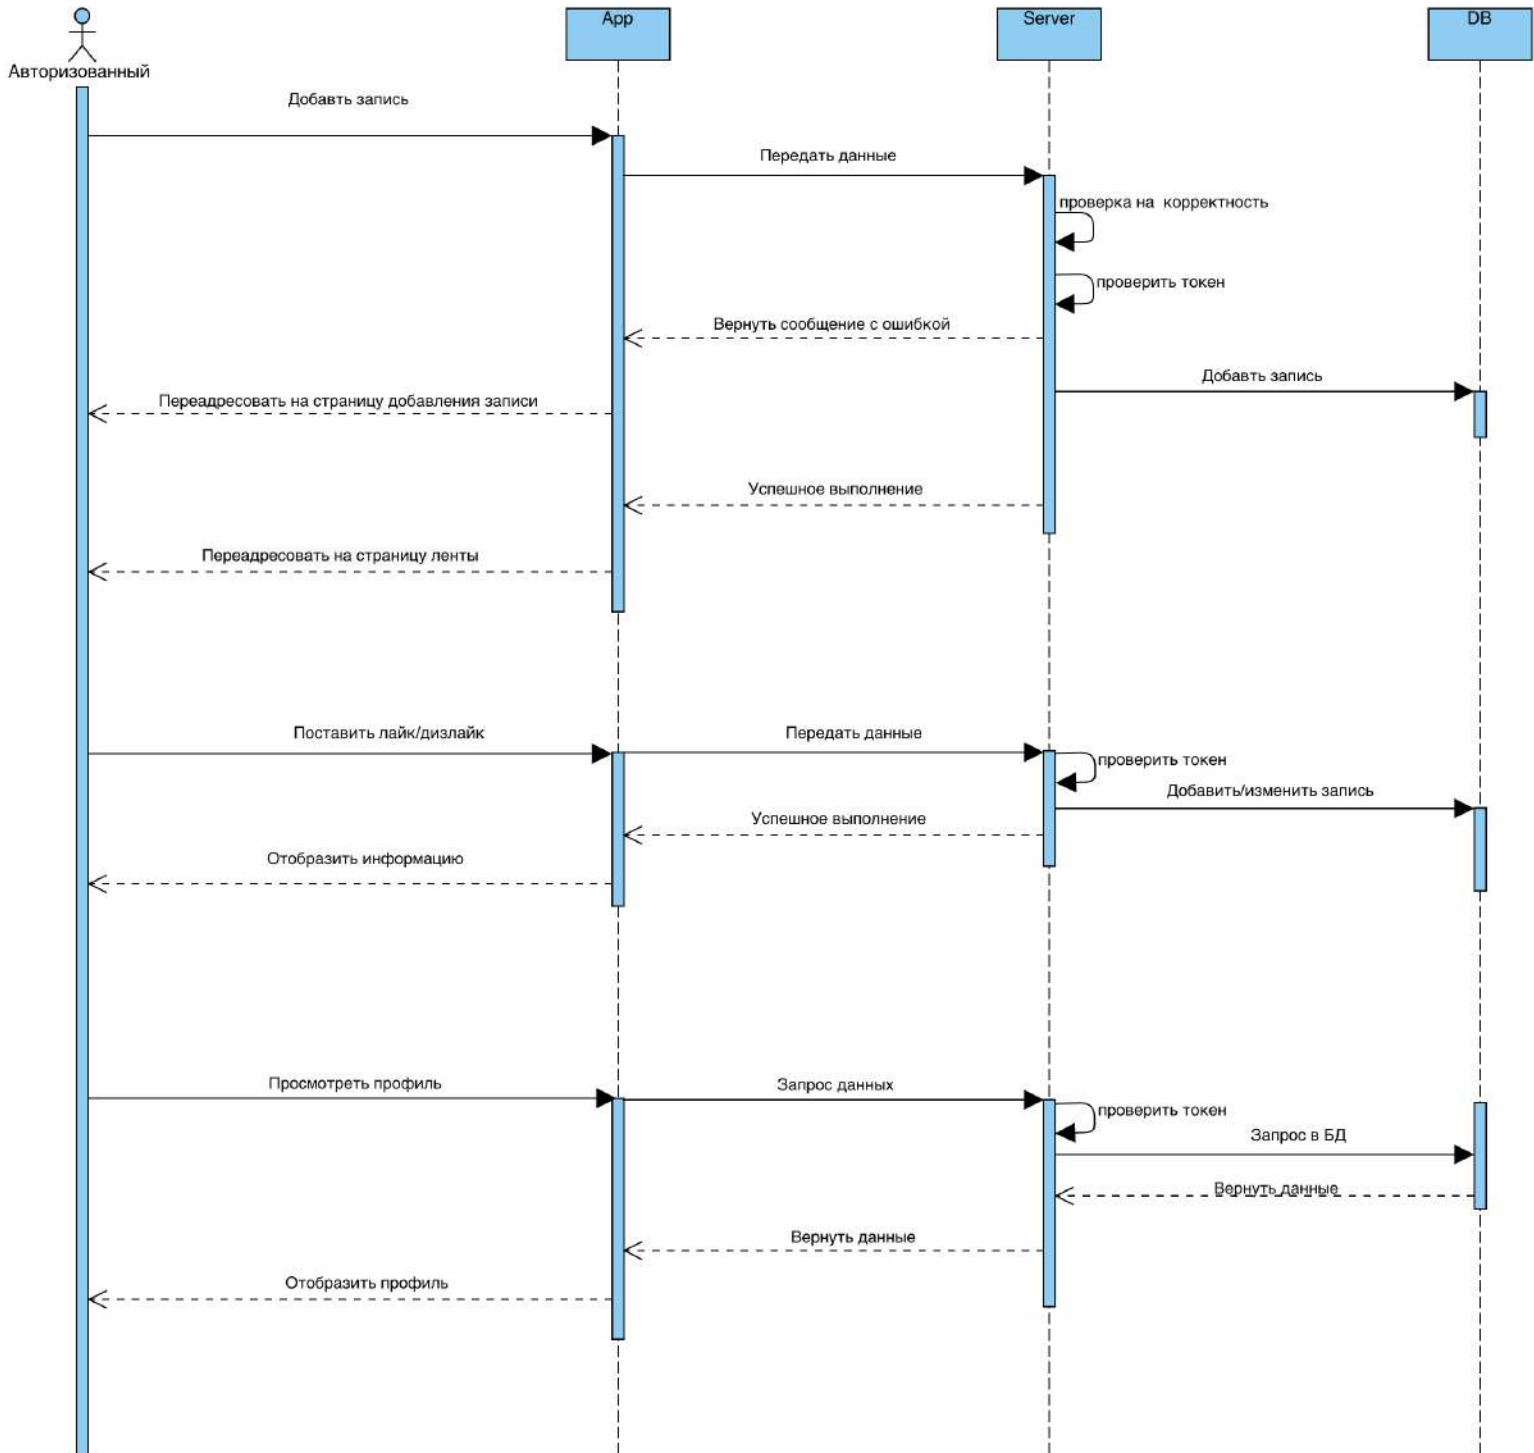 App
Server
DB
Авторизованный
Добавть запись
Передать данные
проверка на корректность
проверить токен
Вернуть сообщение с ошибкой
Добавть запись
Переадресовать на страницу добавления записи
Успешное выполнение
Переадресовать на страницу ленты
Поставить лайк/дизлайк
Передать данные
проверить токен
Добавить/изменить запись
Успешное выполнение
Отобразить информацию
Просмотреть профиль
Запрос данных
проверить токен
Запрос в БД
Вернуть данные
Вернуть данные
Отобразить профиль